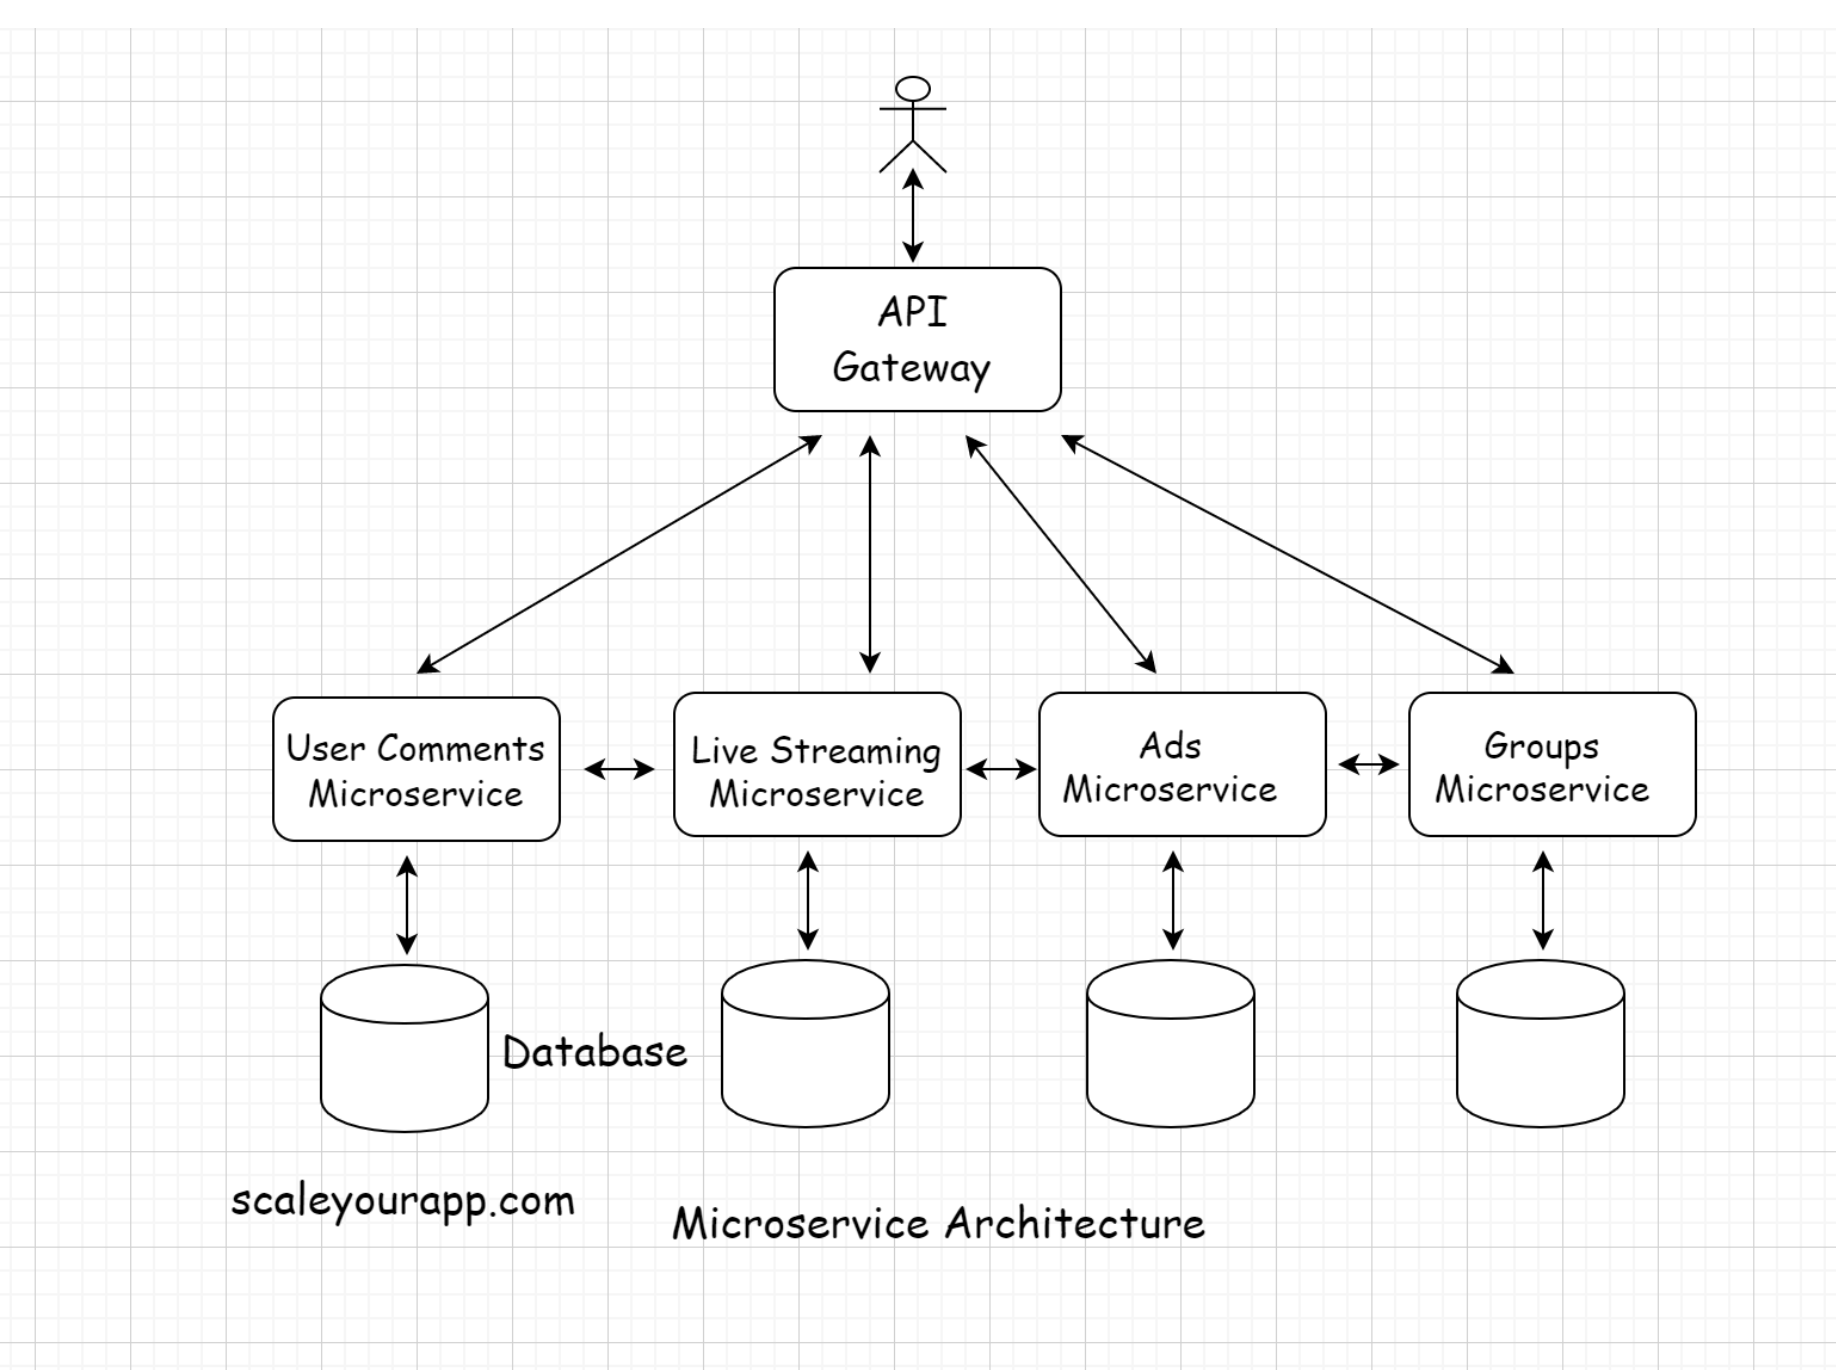 API
Gateway
User Comments
Microservice
Live Streaming
Microservice
Ads
Microservice
Groups
Microservice
Database
scaleyourapp.com
Microservice Architecture